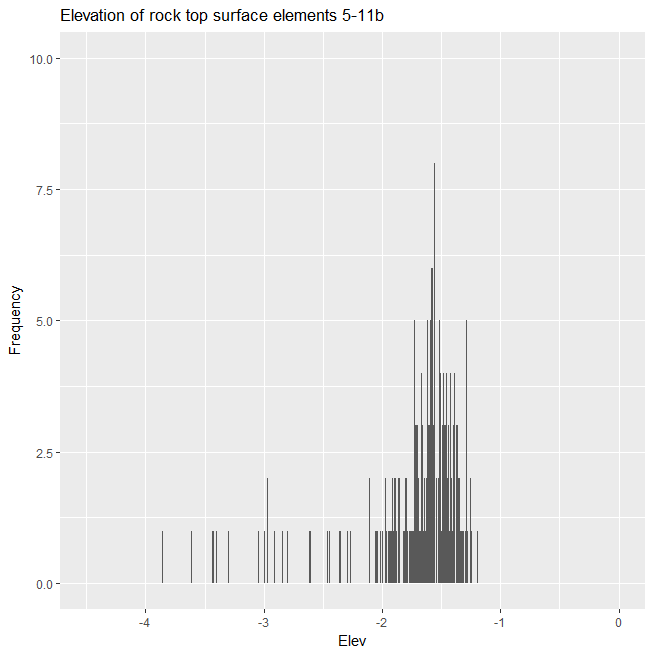 Elevation of rock top surface elements 5-11b
10.0
7.5
5.0
2.5
0.0
Frequency
-4 -3 -2 -1 0
Elev